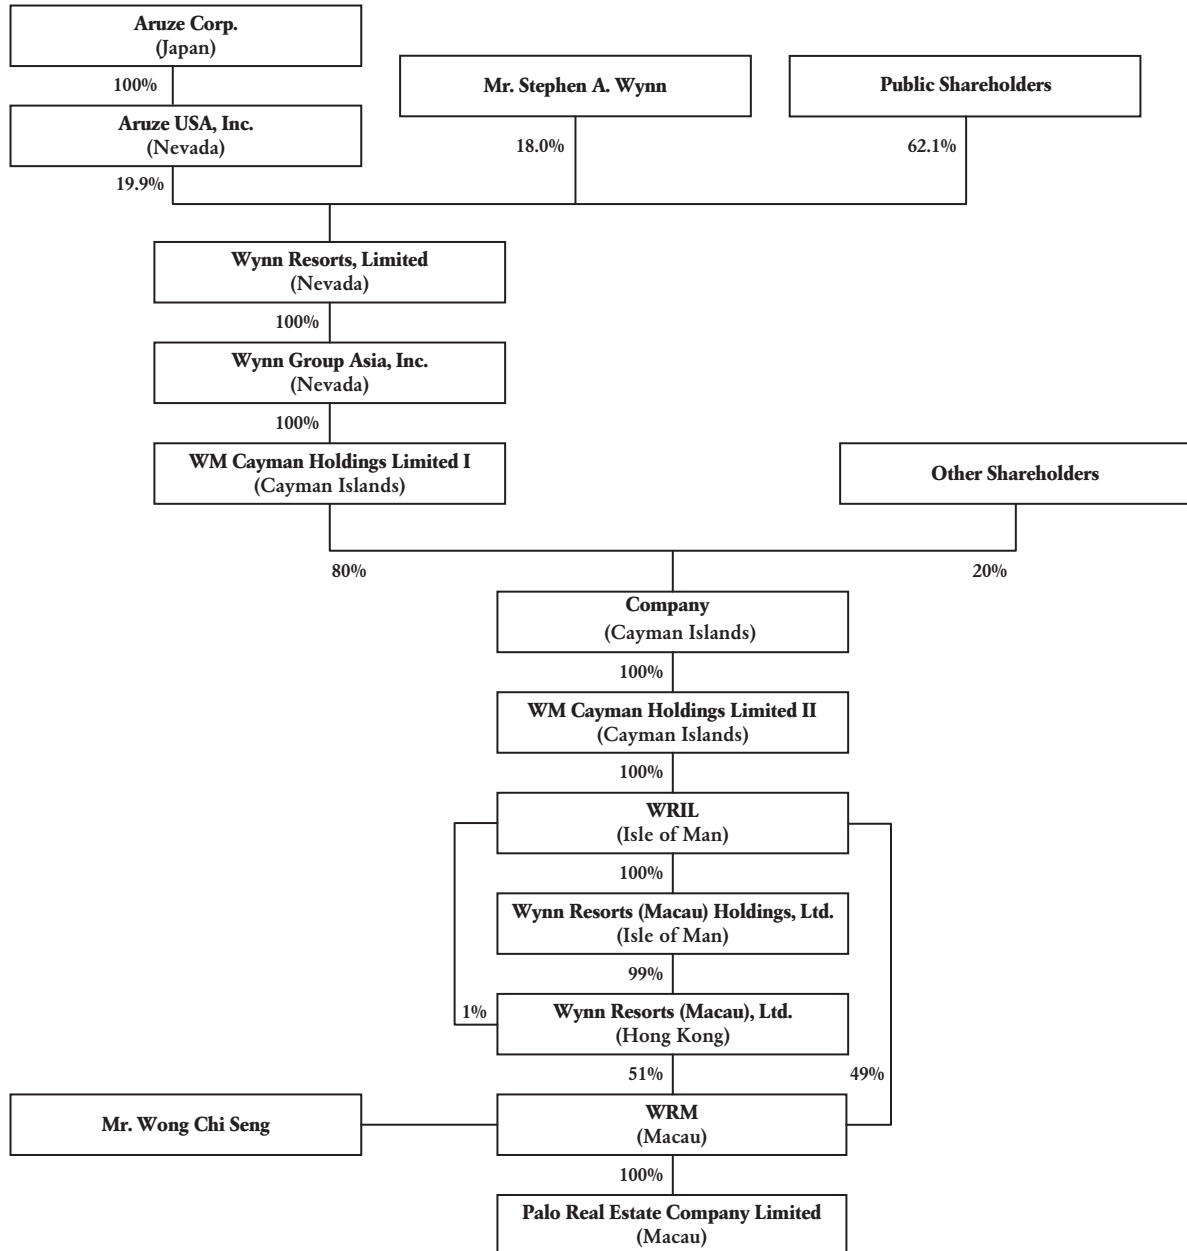 Aruze Corp.
(Japan)
100%
Mr. Stephen A. Wynn
Public Shareholders
Aruze USA, Inc.
(Nevada)
19.9%
18.0%
62.1%
Wynn Resorts, Limited
(Nevada)
100%
Wynn Group Asia, Inc.
(Nevada)
100%
WM Cayman Holdings Limited I
(Cayman Islands)
Other Shareholders
80%
20%
Company
(Cayman Islands)
100%
WM Cayman Holdings Limited II
(Cayman Islands)
100%
WRIL
(Isle of Man)
100%
Wynn Resorts (Macau) Holdings, Ltd.
(Isle of Man)
99%
1%
Wynn Resorts (Macau), Ltd.
(Hong Kong)
51%
49%
Mr. Wong Chi Seng
WRM
(Macau)
100%
Palo Real Estate Company Limited
(Macau)